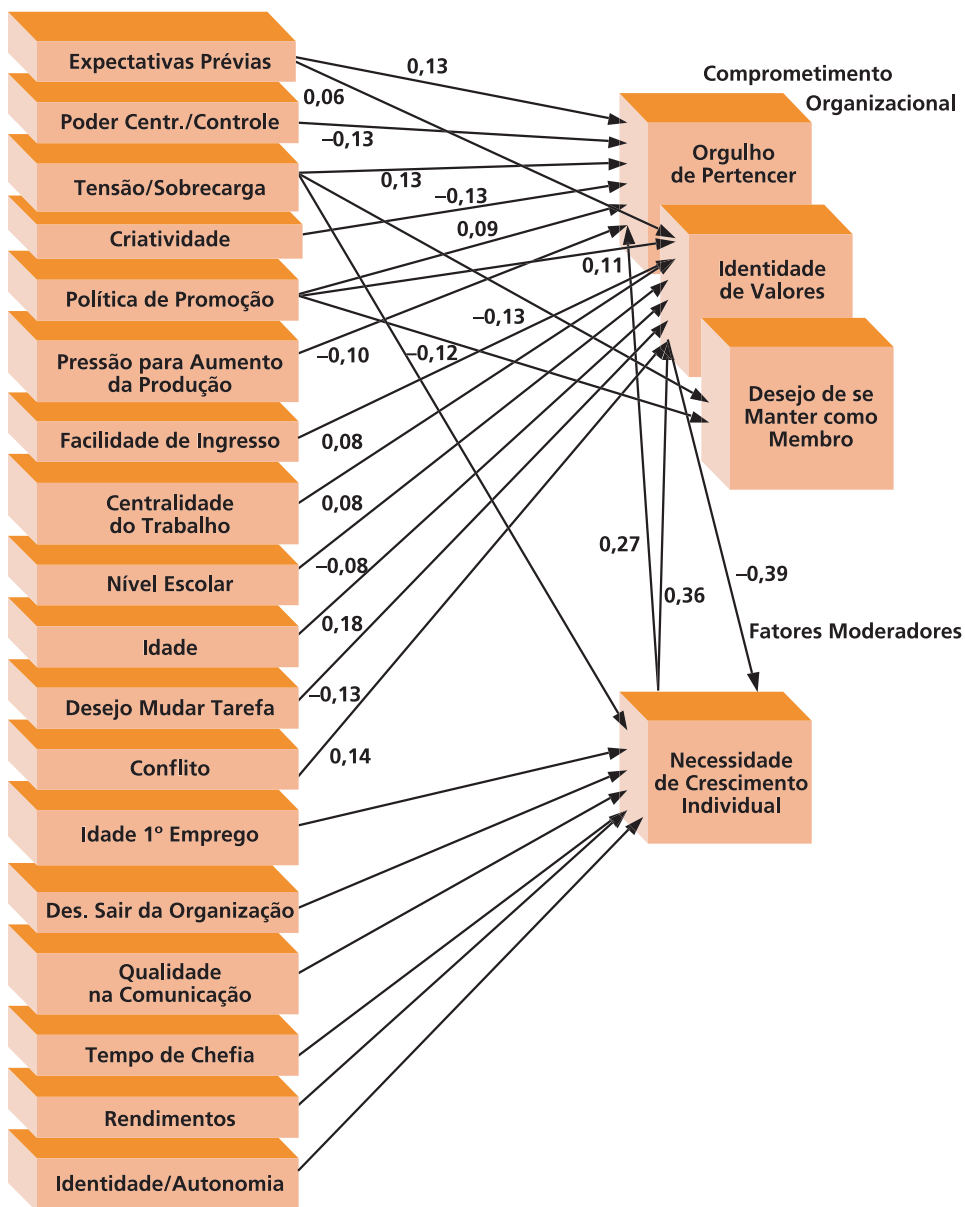 Expectativas Prévias
Poder Centr./Controle
Tensão/Sobrecarga
Criatividade
Política de Promoção
Pressão para Aumento
da Produção
Facilidade de Ingresso
Centralidade
do Trabalho
Nível Escolar
Idade
Desejo Mudar Tarefa
Conflito
Idade 1º Emprego
Des. Sair da Organização
Qualidade
na Comunicação
Tempo de Chefia
Rendimentos
Identidade/Autonomia
0,13
0,06
–0,13
0,13
–0,13
0,09
0,11
–0,13
–0,10
–0,12
0,08
0,08
–0,08
0,18
–0,13
0,14
0,27
0,36
–0,39
Comprometimento
Organizacional
Orgulho
de Pertencer
Identidade
de Valores
Desejo de se
Manter como
Membro
Fatores Moderadores
Necessidade
de Crescimento
Individual